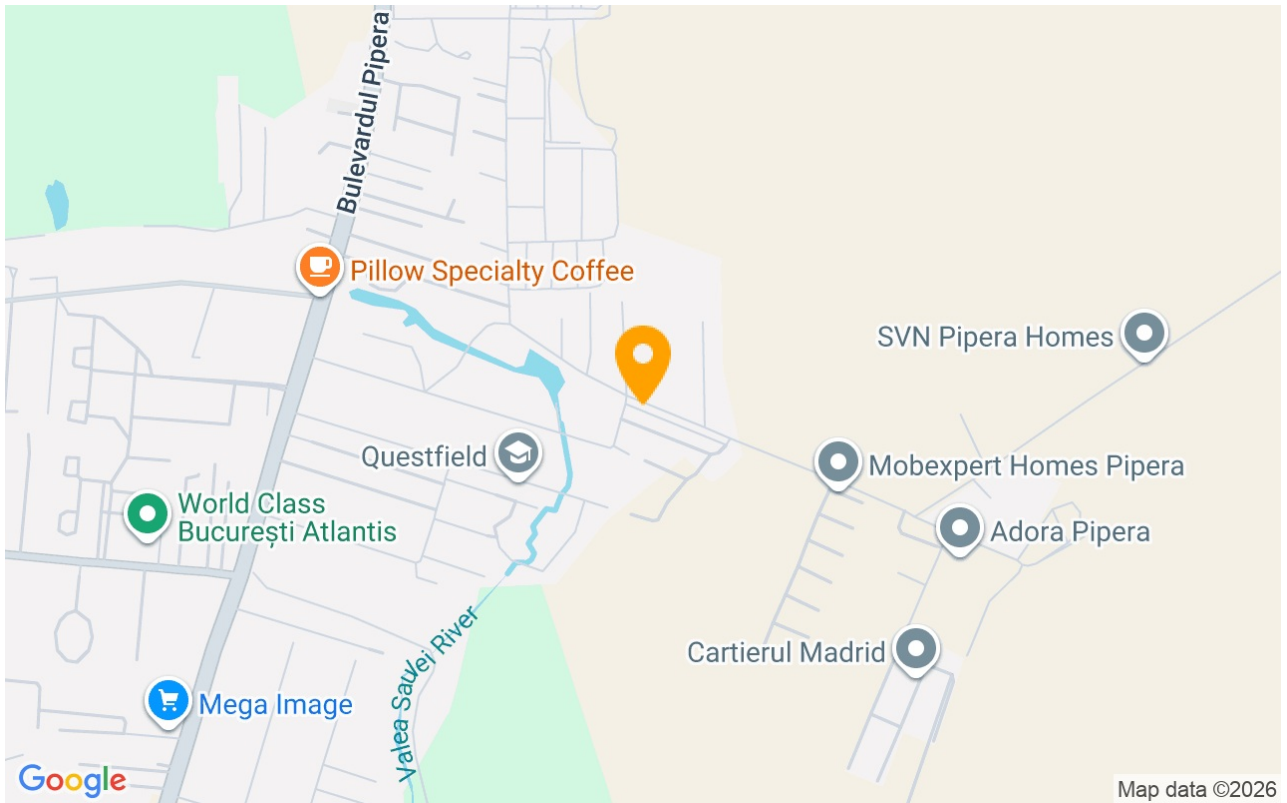 Bulevardul Pipera
Pillow Specialty Coffee
SVN Pipera Homes
Questfield
Mobexpert Homes Pipera
World Class
București Atlantis
Adora Pipera
Cartierul Madrid
Valea Saulei River
Mega Image
Google
Map data ©2026